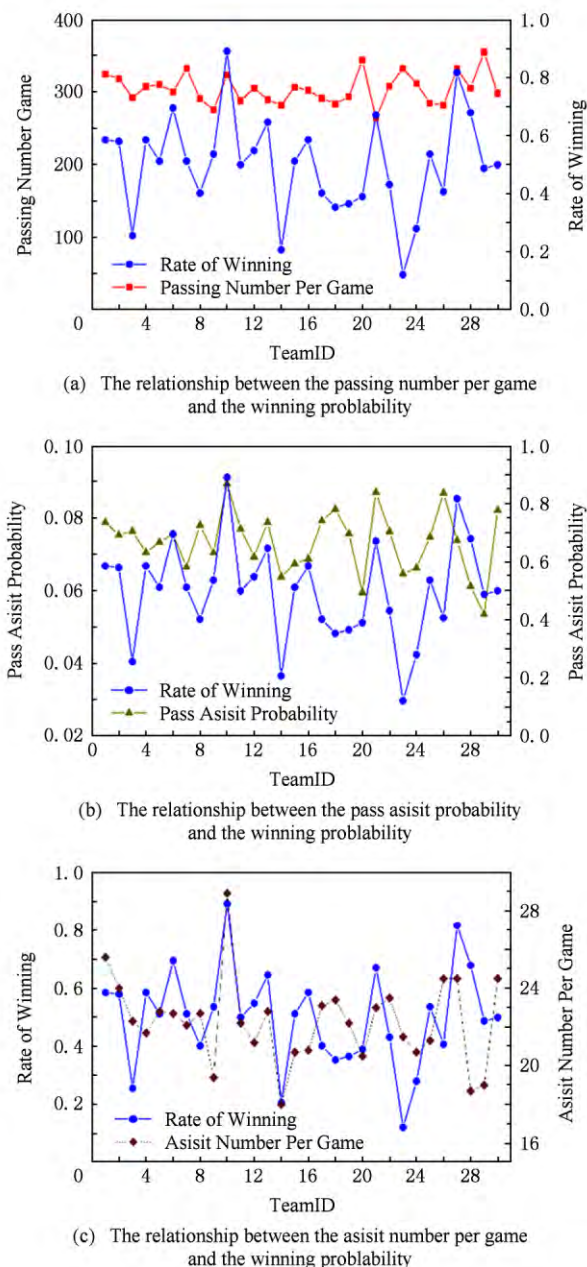 400
300
200
100
0
Passing Number Game
1.0
0.8
0.6
0.4
0.2
0.0
Rate of Winning
Rate of Winning
Passing Number Per Game
0 4 8 12 16 20 24 28
TeamID
(a) The relationship between the passing number per game
and the winning problability
0.10
0.08
0.06
0.04
0.02
Pass Asisit Probability
1.0
0.8
0.6
0.4
0.2
0.0
Pass Asisit Probability
Rate of Winning
Pass Asisit Probability
0 4 8 12 16 20 24 28
TeamID
(b) The relationship between the pass asisit probability
and the winning problability
1.0
0.8
0.6
0.4
0.2
Rate of Winning
28
24
20
16
Asisit Number Per Game
Rate of Winning
Asisit Number Per Game
0 4 8 12 16 20 24 28
TeamID
(c) The relationship between the asisit number per game
and the winning problability